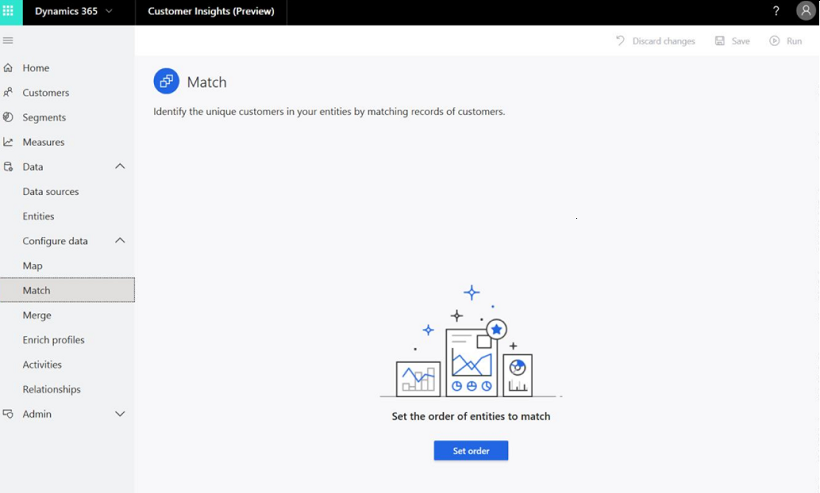 Dynamics 365
Customer Insights (Preview)
?
Discard changes
Save
Run
Home
Customers
Segments
Measures
Data
Data sources
Entities
Configure data
Map
Match
Merge
Enrich profiles
Activities
Relationships
Admin
Match
Identify the unique customers in your entities by matching records of customers.
Set the order of entities to match
Set order